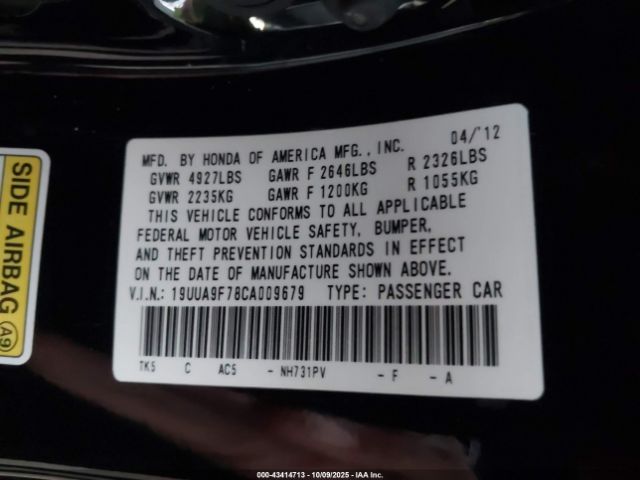 MFD. BY HONDA OF AMERICA MFG., INC. 04/'12
GVWR 4927LBS GAWR F 2646LBS R 2326LBS
GVWR 2235KG GAWR F 1200KG R 1055KG
THIS VEHICLE CONFORMS TO ALL APPLICABLE
FEDERAL MOTOR VEHICLE SAFETY, BUMPER,
AND THEFT PREVENTION STANDARDS IN EFFECT
ON THE DATE OF MANUFACTURE SHOWN ABOVE.
V.I.N.: 19UUA9F78CA009679 TYPE: PASSENGER CAR
TK5 C AC5 - NH731PV - F - A
SIDE AIRBAG A9
000-43414713 | 10/09/2025 | IAA Inc.